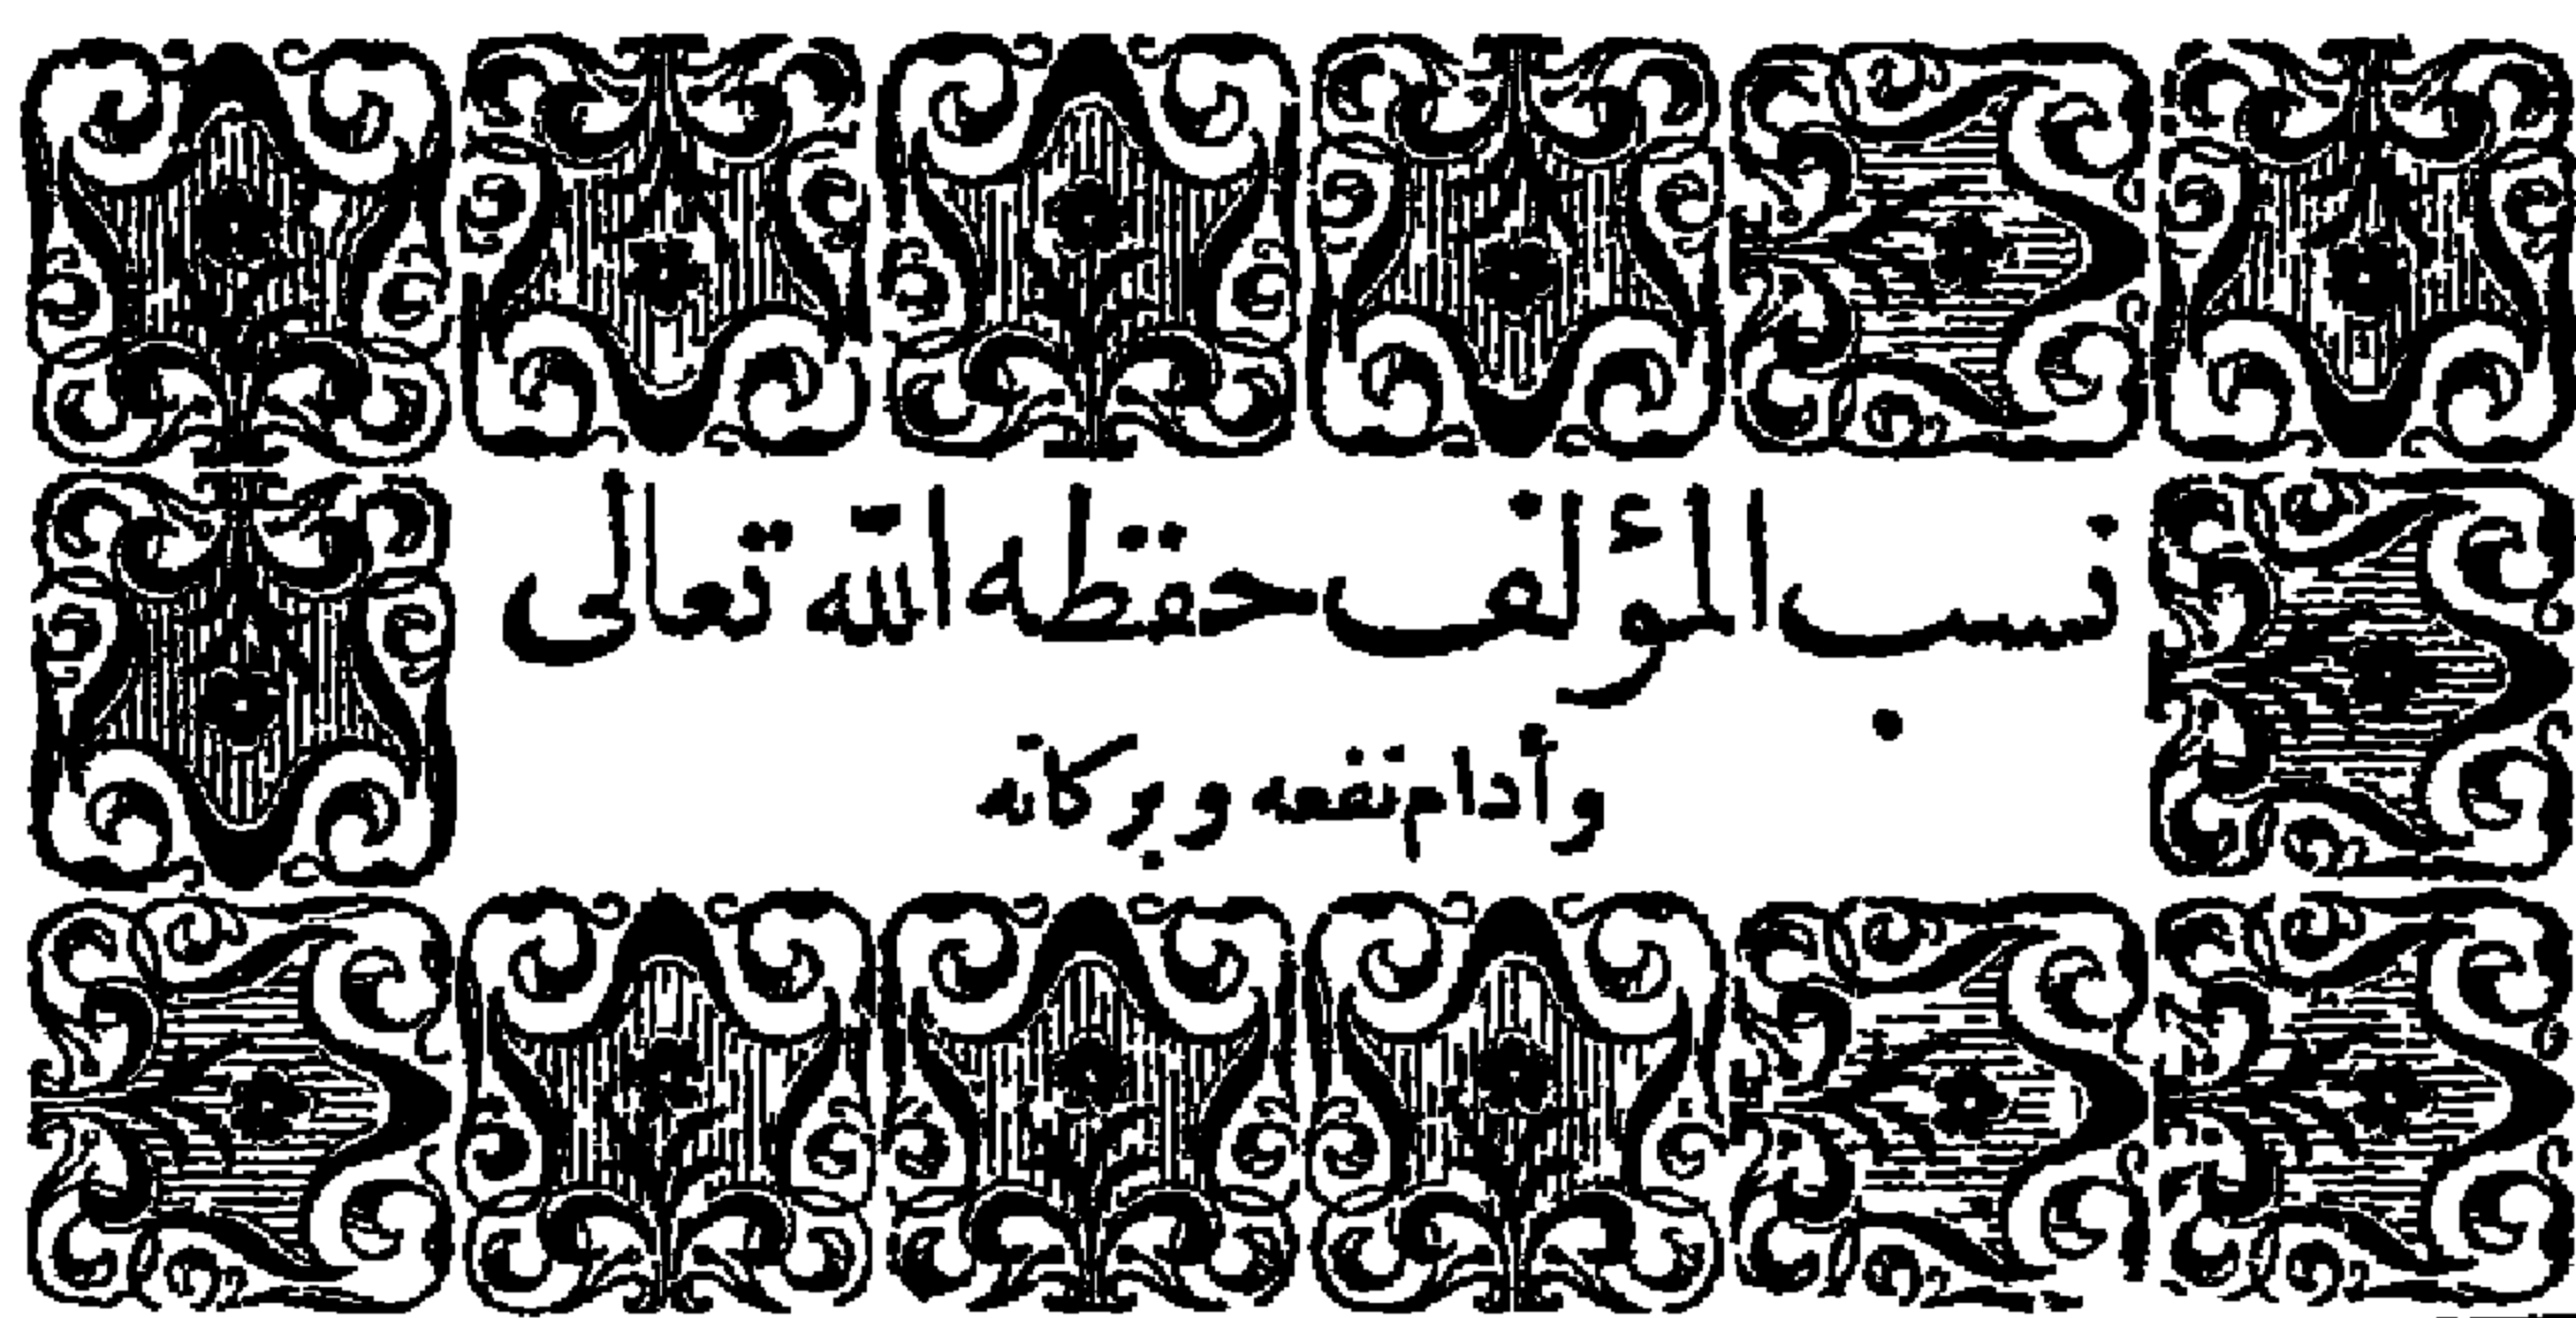 نسب المؤلف حفظه الله تعالى
وأدام نفعه وبركاته